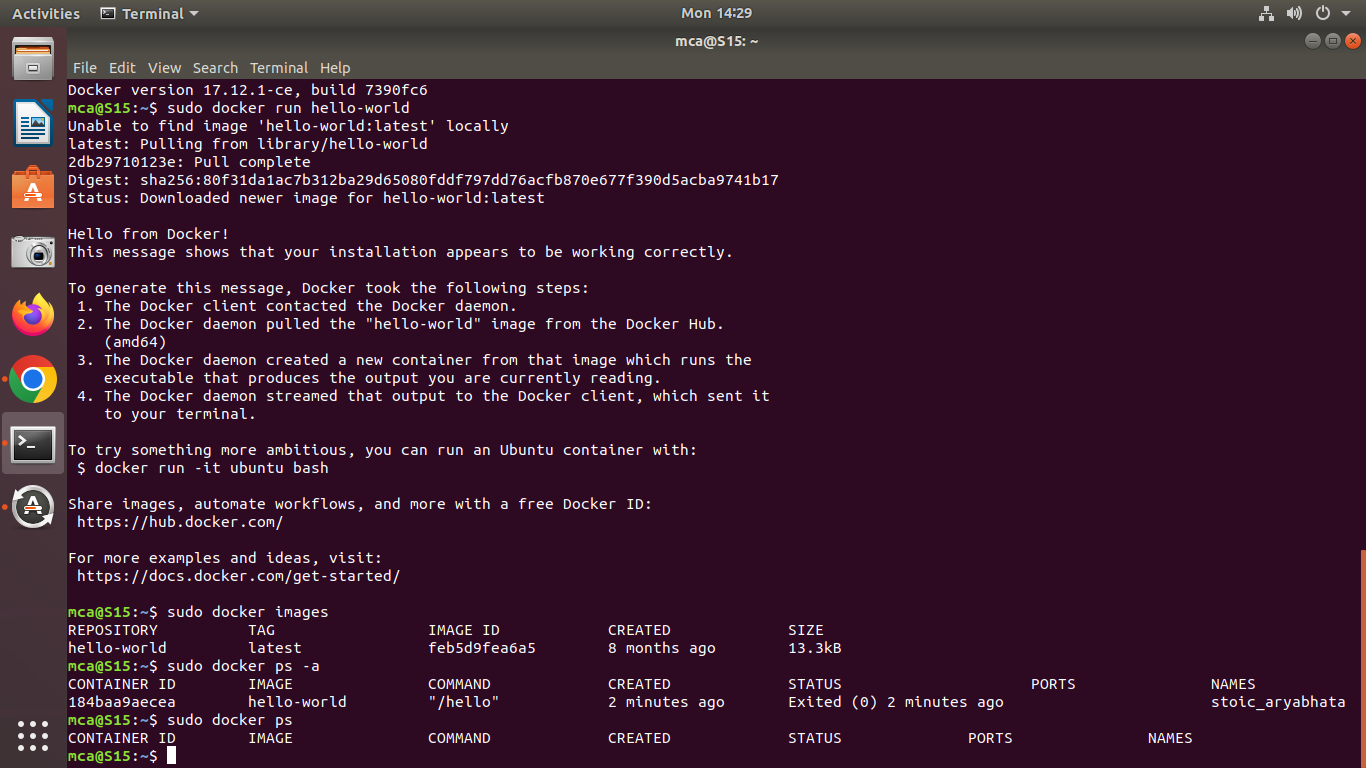 Activities Terminal Mon 14:29
mca@S15: ~
File Edit View Search Terminal Help
Docker version 17.12.1-ce, build 7390fc6
mca@S15:~$ sudo docker run hello-world
Unable to find image 'hello-world:latest' locally
latest: Pulling from library/hello-world
2db29710123e: Pull complete
Digest: sha256:80f31da1ac7b312ba29d65080fddf797dd76acfb870e677f390d5acba9741b17
Status: Downloaded newer image for hello-world:latest
Hello from Docker!
This message shows that your installation appears to be working correctly.
To generate this message, Docker took the following steps:
1. The Docker client contacted the Docker daemon.
2. The Docker daemon pulled the "hello-world" image from the Docker Hub.
(amd64)
3. The Docker daemon created a new container from that image which runs the
executable that produces the output you are currently reading.
4. The Docker daemon streamed that output to the Docker client, which sent it
to your terminal.
To try something more ambitious, you can run an Ubuntu container with:
$ docker run -it ubuntu bash
Share images, automate workflows, and more with a free Docker ID:
https://hub.docker.com/
For more examples and ideas, visit:
https://docs.docker.com/get-started/
mca@S15:~$ sudo docker images
REPOSITORY TAG IMAGE ID CREATED SIZE
hello-world latest feb5d9fea6a5 8 months ago 13.3kB
mca@S15:~$ sudo docker ps -a
CONTAINER ID IMAGE COMMAND CREATED STATUS PORTS NAMES
184baa9aecea hello-world "/hello" 2 minutes ago Exited (0) 2 minutes ago stoic_aryabhata
mca@S15:~$ sudo docker ps
CONTAINER ID IMAGE COMMAND CREATED STATUS PORTS NAMES
mca@S15:~$